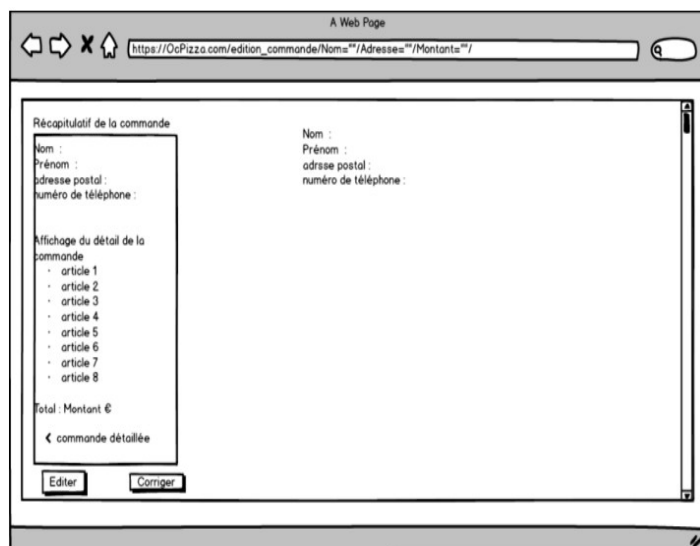 A Web Page
https://OcPizza.com/edition_commande/Nom=""/Adresse=""/Montant=""/
Récapitulatif de la commande
Nom :
Prénom :
adresse postal :
numéro de téléphone :
Affichage du détail de la
commande
· article 1
· article 2
· article 3
· article 4
· article 5
· article 6
· article 7
· article 8
Total : Montant €
< commande détaillée
Editer
Corriger
Nom :
Prénom :
adrsse postal :
numéro de téléphone :